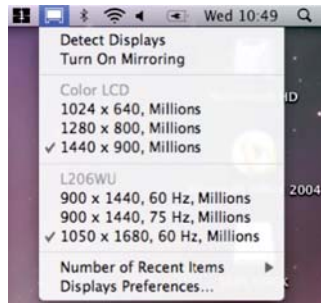 Wed 10:49
Detect Displays
Turn On Mirroring
Color LCD
1024 x 640, Millions
1280 x 800, Millions
✓ 1440 x 900, Millions
HD
L206WU
900 x 1440, 60 Hz, Millions
900 x 1440, 75 Hz, Millions
2004
✓ 1050 x 1680, 60 Hz, Millions
Number of Recent Items
Displays Preferences...